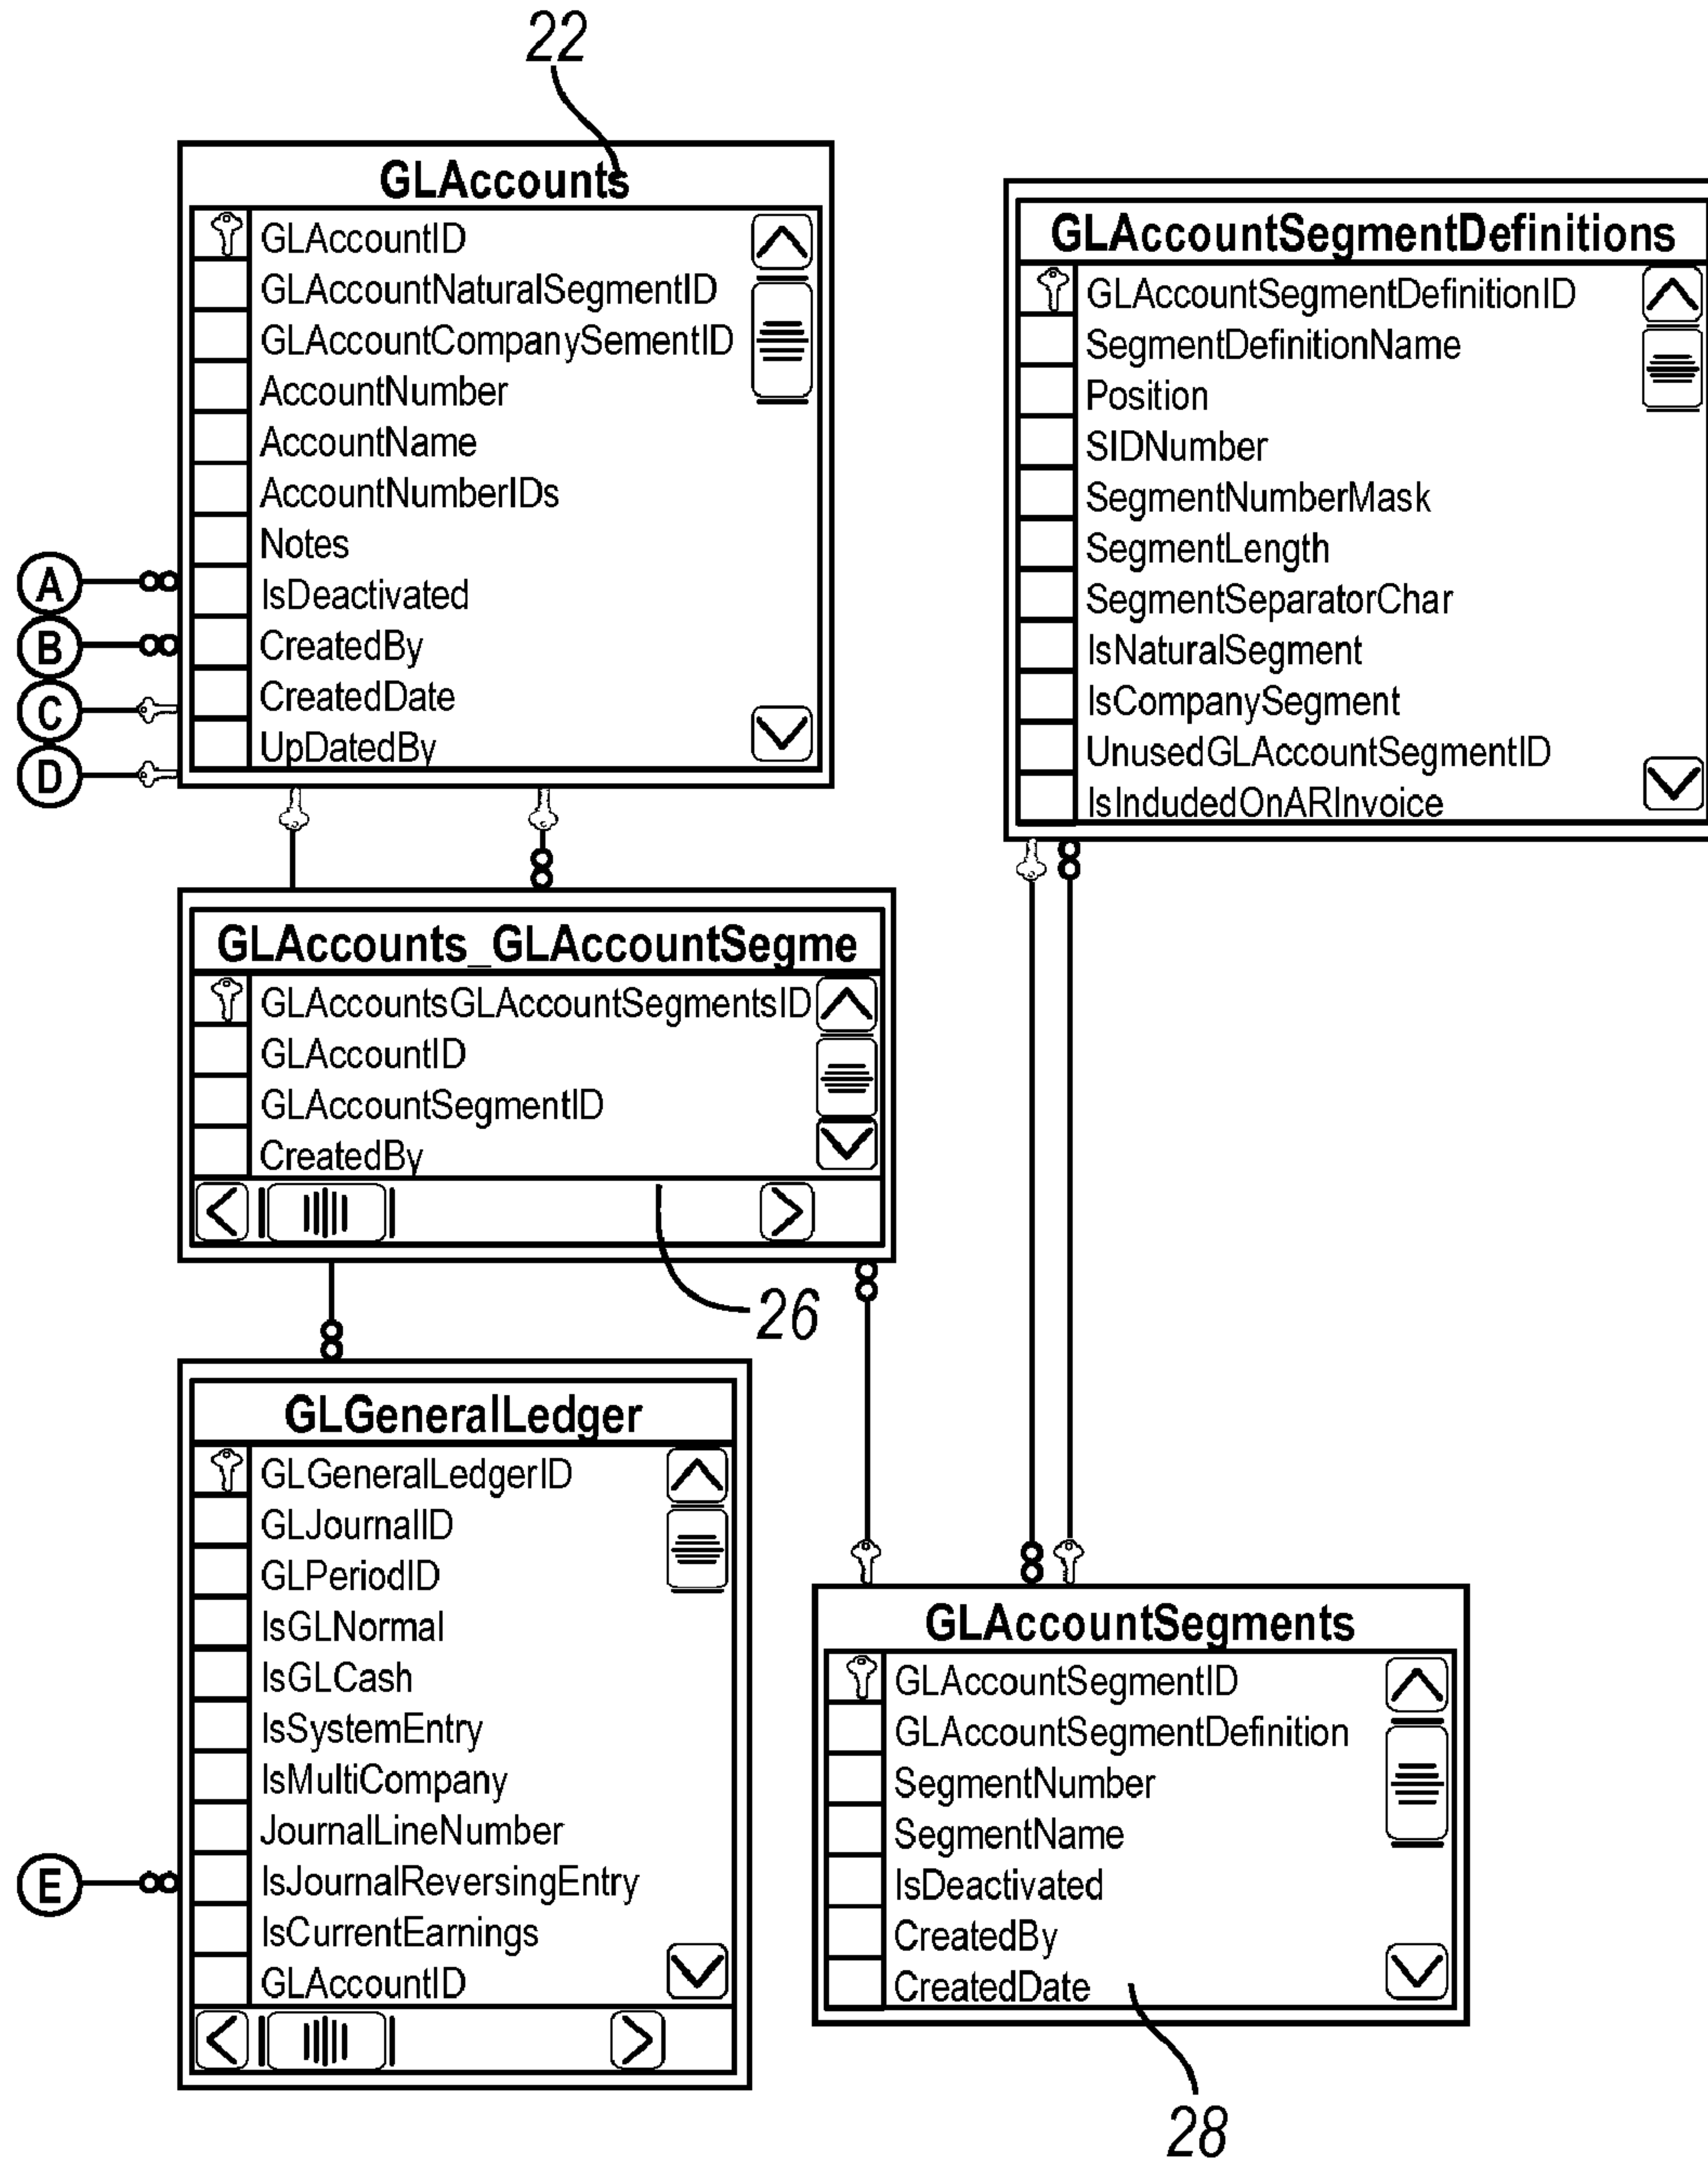 22
GLAccounts
GLAccountID
GLAccountNaturalSegmentID
GLAccountCompanySementID
AccountNumber
AccountName
AccountNumberIDs
Notes
IsDeactivated
CreatedBy
CreatedDate
UpDatedBy
A
B
C
D
GLAccountSegmentDefinitions
GLAccountSegmentDefinitionID
SegmentDefinitionName
Position
SIDNumber
SegmentNumberMask
SegmentLength
SegmentSeparatorChar
IsNaturalSegment
IsCompanySegment
UnusedGLAccountSegmentID
IsIndudedOnARInvoice
GLAccounts_GLAccountSegme
GLAccountsGLAccountSegmentsID
GLAccountID
GLAccountSegmentID
CreatedBy
26
GLGeneralLedger
GLGeneralLedgerID
GLJournalID
GLPeriodID
IsGLNormal
IsGLCash
IsSystemEntry
IsMultiCompany
JournalLineNumber
IsJournalReversingEntry
IsCurrentEarnings
GLAccountID
E
GLAccountSegments
GLAccountSegmentID
GLAccountSegmentDefinition
SegmentNumber
SegmentName
IsDeactivated
CreatedBy
CreatedDate
28